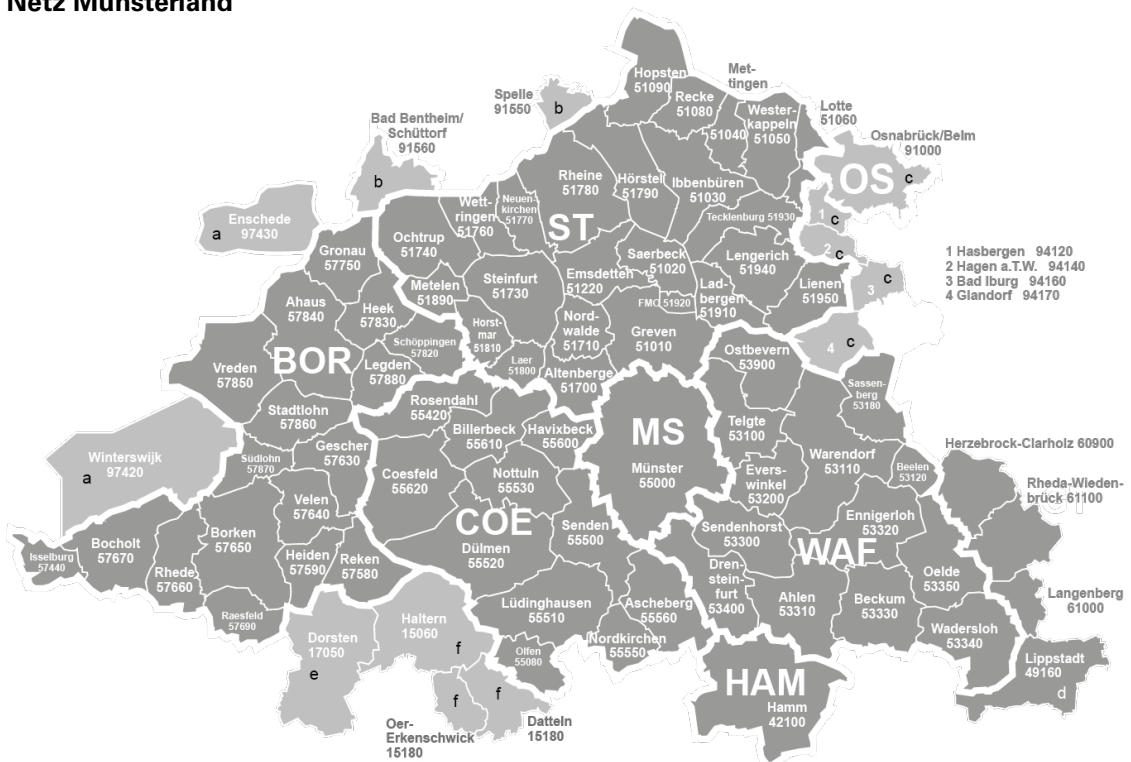 Netz Münsterland
Hopsten
51090
Met-
tingen
Recke
51080
51040
Wester-
kappeln
51050
Lotte
51060
Spelle
91550
b
Bad Bentheim/
Schüttorf
91560
b
Osnabrück/Belm
91000
OS
c
Enschede
97430
a
Rheine
51780
Hörstel
51790
Ibbenbüren
51030
Neuen-
kirchen
51770
Wett-
ringen
51760
ST
Tecklenburg 51930
1
c
2
c
3
c
4
c
Ochtrup
51740
Gronau
57750
Metelen
51890
Steinfurt
51730
Emsdetten
51220
Saerbeck
51020
Lengerich
51940
Lienen
51950
Lad-
bergen
51910
FMO 51920
1 Hasbergen 94120
2 Hagen a.T.W. 94140
3 Bad Iburg 94160
4 Glandorf 94170
Ahaus
57840
Heek
57830
Horst-
mar
51810
Nord-
walde
51710
Greven
51010
Schöppingen
57820
Laer
51800
Altenberge
51700
Ostbevern
53900
BOR
Vreden
57850
Legden
57880
Sassen-
berg
53180
Stadtlohn
57860
Rosendahl
55420
Billerbeck
55610
Havixbeck
55600
MS
Münster
55000
Telgte
53100
Warendorf
53110
Beelen
53120
Herzebrock-Clarholz 60900
Winterswijk
97420
a
Südlohn
57870
Gescher
57630
Coesfeld
55620
Nottuln
55530
Evers-
winkel
53200
Rheda-Wieden-
brück 61100
Velen
57640
COE
Senden
55500
Sendenhorst
53300
Ennigerloh
53320
WAF
Borken
57650
Bocholt
57670
Isselburg
57440
Rhede
57660
Heiden
57590
Reken
57580
Dülmen
55520
Dren-
stein-
furt
53400
Oelde
53350
Raesfeld
57690
Lüdinghausen
55510
Ascheberg
55560
Ahlen
53310
Beckum
53330
Langenberg
61000
Dorsten
17050
e
Haltern
15060
f
Nordkirchen
55550
Olfen
55080
Wadersloh
53340
Lippstadt
49160
d
HAM
Hamm
42100
f
f
Oer-
Erkenschwick
15180
Datteln
15180